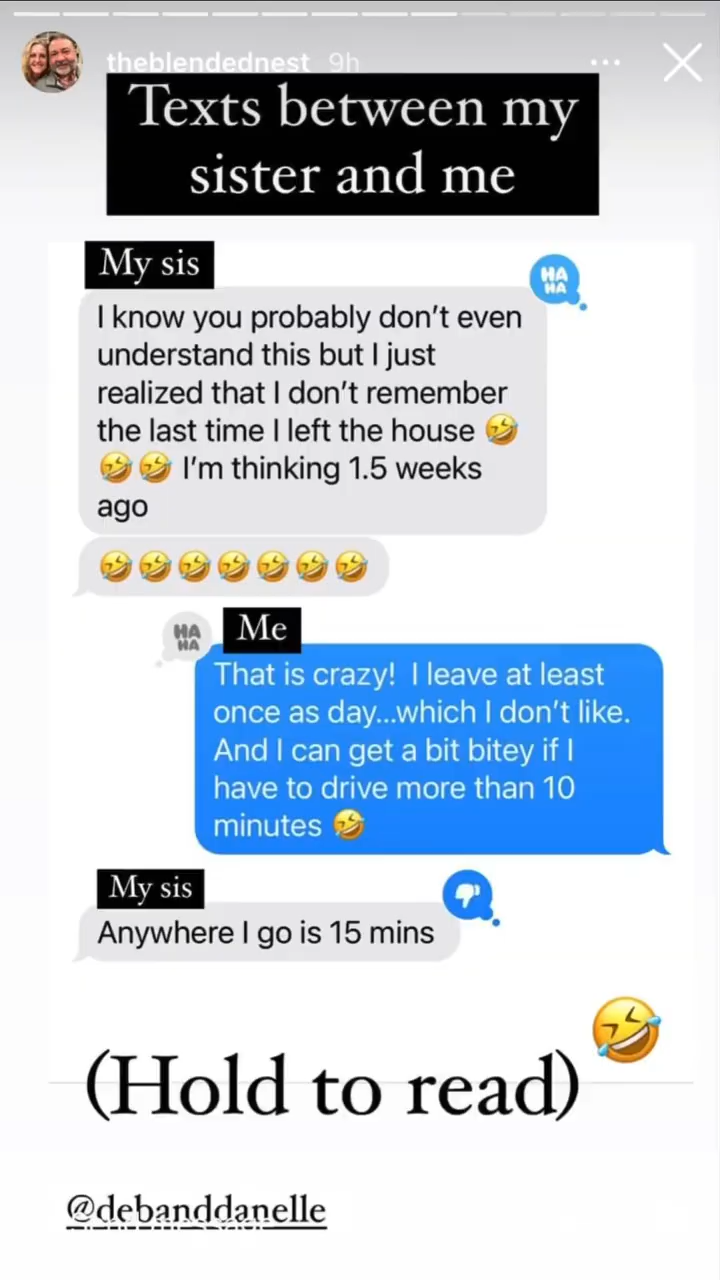 theblendednest 9h
Texts between my
sister and me
My sis
HA
HA
I know you probably don't even
understand this but I just
realized that I don't remember
the last time I left the house 🤣
🤣🤣 I'm thinking 1.5 weeks
ago
🤣🤣🤣🤣🤣🤣🤣
HA
HA
Me
That is crazy!  I leave at least
once as day...which I don't like.
And I can get a bit bitey if I
have to drive more than 10
minutes 🤣
My sis
Anywhere I go is 15 mins
🤣
(Hold to read)
@debanddanelle
Send message